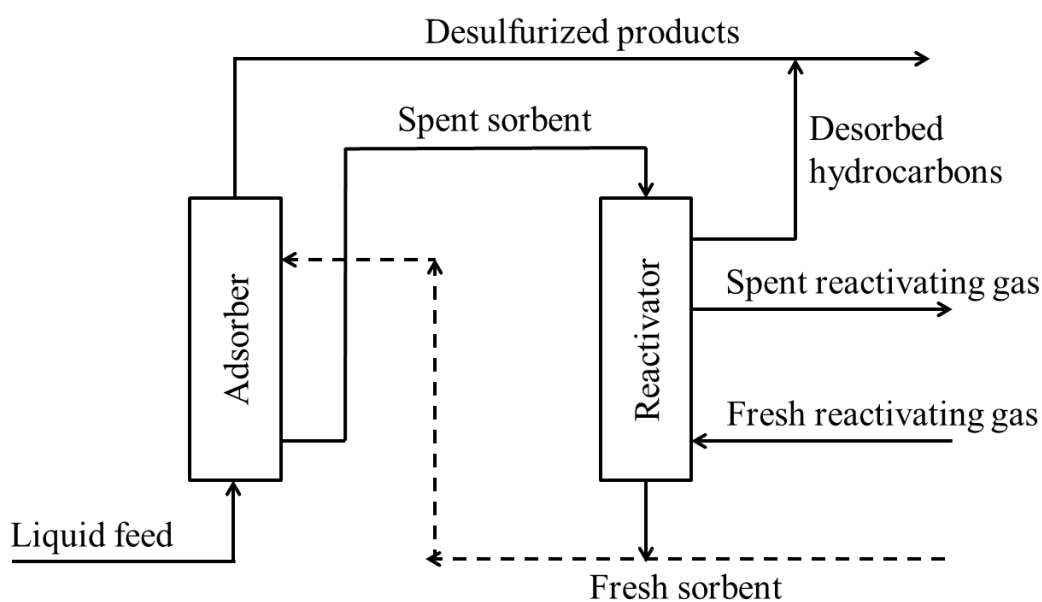 Desulfurized products
Spent sorbent
Desorbed
hydrocarbons
Adsorber
Reactivator
Spent reactivating gas
Fresh reactivating gas
Liquid feed
Fresh sorbent